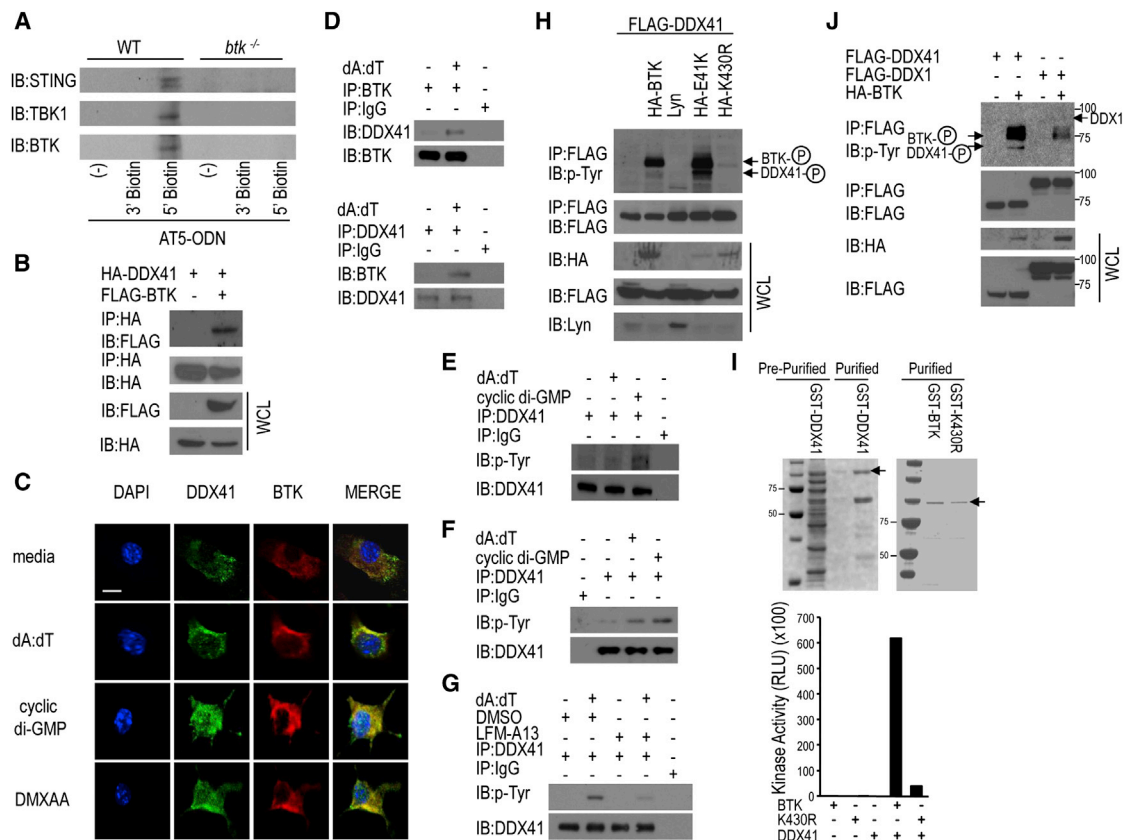 A
WT btk -/-
IB:STING
IB:TBK1
IB:BTK
(-) 3' Biotin 5' Biotin (-) 3' Biotin 5' Biotin
AT5-ODN
B
HA-DDX41 + +
FLAG-BTK - +
IP:HA
IB:FLAG
IP:HA
IB:HA
IB:FLAG
IB:HA
WCL
C
DAPI DDX41 BTK MERGE
media
dA:dT
cyclic
di-GMP
DMXAA
D
dA:dT - + -
IP:BTK + + -
IP:IgG - - +
IB:DDX41
IB:BTK
dA:dT - + -
IP:DDX41 + + -
IP:IgG - - +
IB:BTK
IB:DDX41
E
dA:dT - + - -
cyclic di-GMP - - + -
IP:DDX41 + + + -
IP:IgG - - - +
IB:p-Tyr
IB:DDX41
F
dA:dT - - + -
cyclic di-GMP - - - +
IP:DDX41 - + + +
IP:IgG + - - -
IB:p-Tyr
IB:DDX41
G
dA:dT - + - + -
DMSO + + - - -
LFM-A13 - - + + -
IP:DDX41 + + + + -
IP:IgG - - - - +
IB:p-Tyr
IB:DDX41
H
FLAG-DDX41
- HA-BTK Lyn HA-E41K HA-K430R
IP:FLAG
IB:p-Tyr
BTK-P
DDX41-P
IP:FLAG
IB:FLAG
IB:HA
IB:FLAG
IB:Lyn
WCL
I
Pre-Purified Purified Purified
GST-DDX41 GST-DDX41 GST-BTK GST-K430R
75
50
75
50
Kinase Activity (RLU) (x100)
700
600
500
400
300
200
100
0
BTK + - - + -
K430R - + - - +
DDX41 - - + + +
J
FLAG-DDX41 + + - -
FLAG-DDX1 - - + +
HA-BTK - + - +
IP:FLAG
IB:p-Tyr
BTK-P
DDX41-P
100
DDX1
75
IP:FLAG
IB:FLAG
100
75
IB:HA
IB:FLAG
100
75
WCL